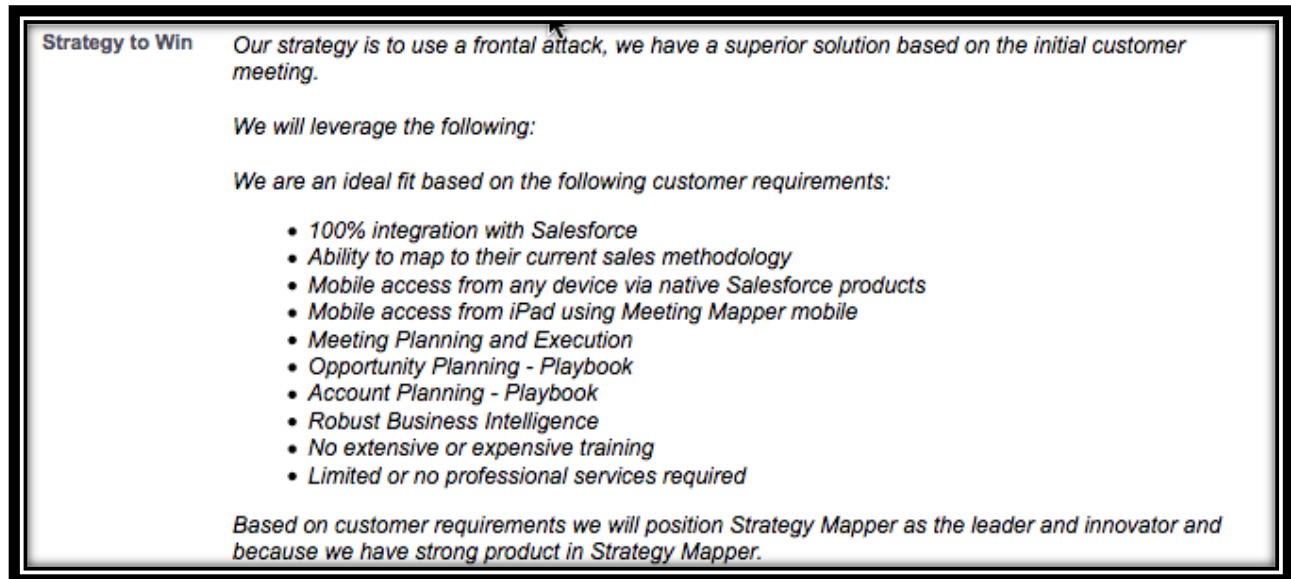 Strategy to Win
Our strategy is to use a frontal attack, we have a superior solution based on the initial customer
meeting.
We will leverage the following:
We are an ideal fit based on the following customer requirements:
• 100% integration with Salesforce
• Ability to map to their current sales methodology
• Mobile access from any device via native Salesforce products
• Mobile access from iPad using Meeting Mapper mobile
• Meeting Planning and Execution
• Opportunity Planning - Playbook
• Account Planning - Playbook
• Robust Business Intelligence
• No extensive or expensive training
• Limited or no professional services required
Based on customer requirements we will position Strategy Mapper as the leader and innovator and
because we have strong product in Strategy Mapper.